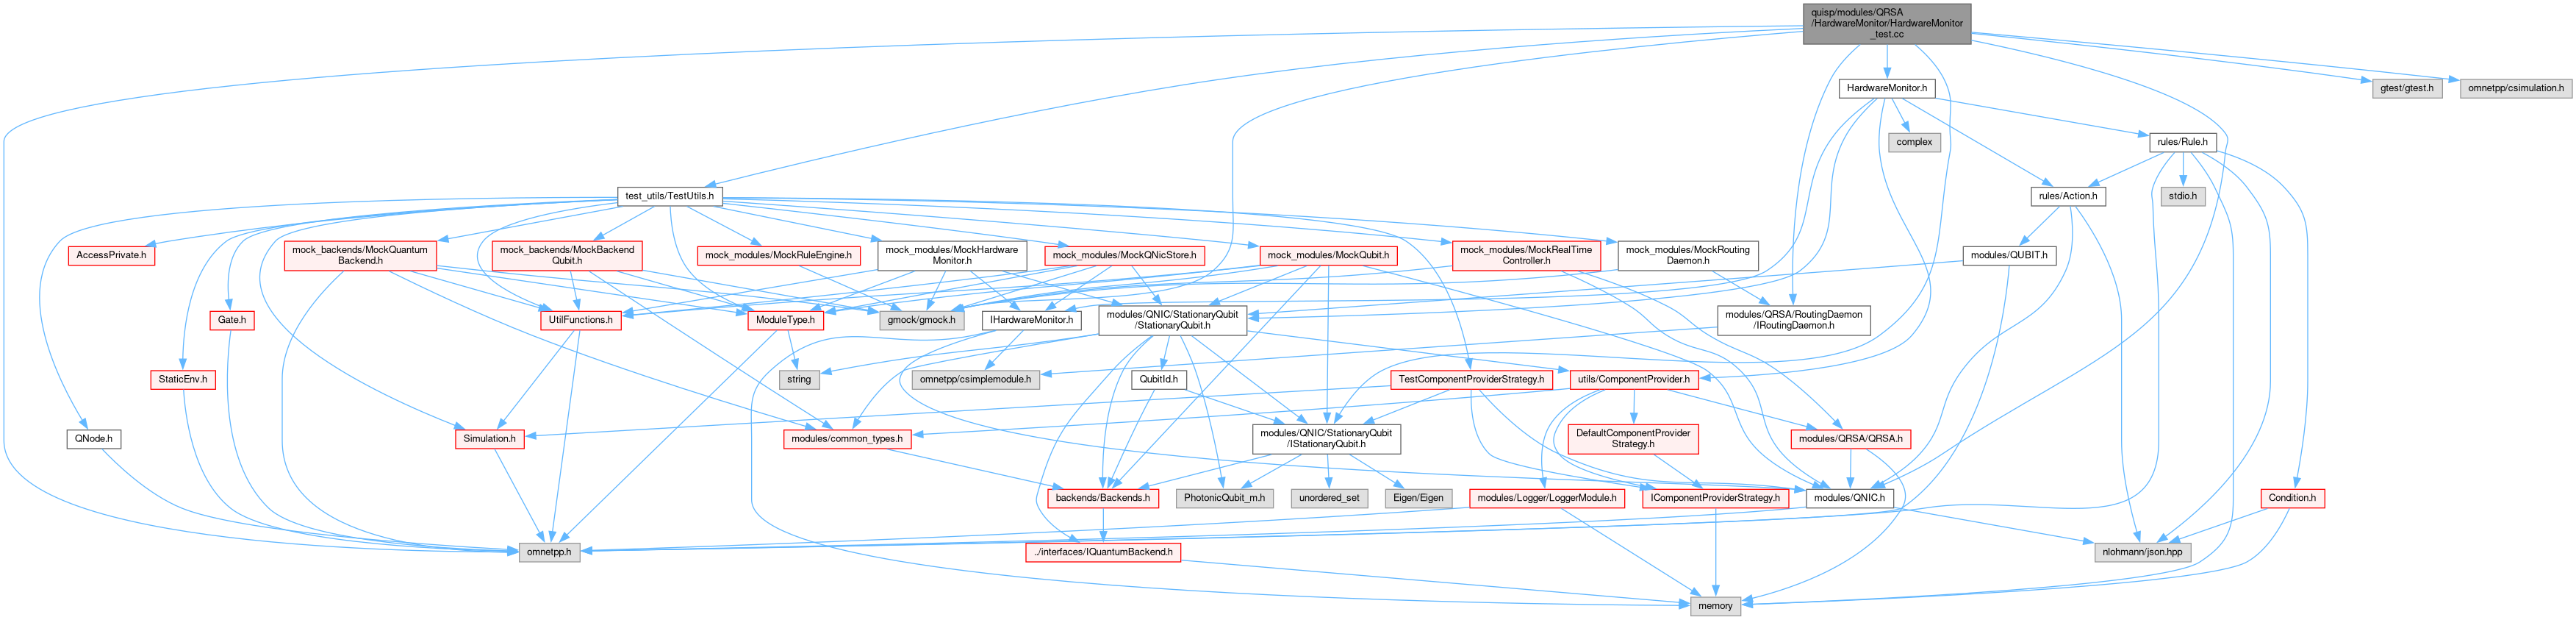 quisp/modules/QRSA
/HardwareMonitor/HardwareMonitor
_test.cc
HardwareMonitor.h
gtest/gtest.h
omnetpp/csimulation.h
complex
rules/Rule.h
test_utils/TestUtils.h
rules/Action.h
stdio.h
AccessPrivate.h
mock_backends/MockQuantum
Backend.h
mock_backends/MockBackend
Qubit.h
mock_modules/MockRuleEngine.h
mock_modules/MockHardware
Monitor.h
mock_modules/MockQNicStore.h
mock_modules/MockQubit.h
mock_modules/MockRealTime
Controller.h
mock_modules/MockRouting
Daemon.h
modules/QUBIT.h
Gate.h
UtilFunctions.h
ModuleType.h
gmock/gmock.h
IHardwareMonitor.h
modules/QNIC/StationaryQubit
/StationaryQubit.h
modules/QRSA/RoutingDaemon
/IRoutingDaemon.h
StaticEnv.h
string
omnetpp/csimplemodule.h
QubitId.h
TestComponentProviderStrategy.h
utils/ComponentProvider.h
QNode.h
Simulation.h
modules/common_types.h
modules/QNIC/StationaryQubit
/IStationaryQubit.h
DefaultComponentProvider
Strategy.h
modules/QRSA/QRSA.h
backends/Backends.h
PhotonicQubit_m.h
unordered_set
Eigen/Eigen
modules/Logger/LoggerModule.h
IComponentProviderStrategy.h
modules/QNIC.h
Condition.h
omnetpp.h
../interfaces/IQuantumBackend.h
nlohmann/json.hpp
memory